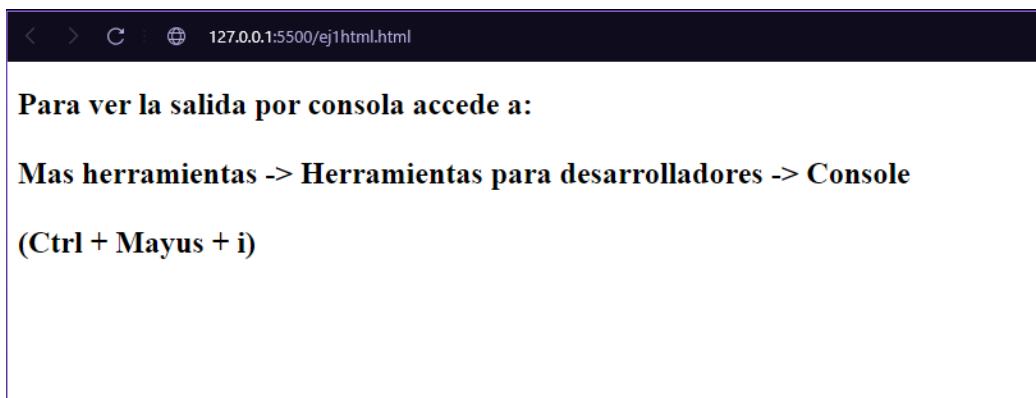 127.0.0.1:5500/ej1html.html
Para ver la salida por consola accede a:
Mas herramientas -> Herramientas para desarrolladores -> Console
(Ctrl + Mayus + i)